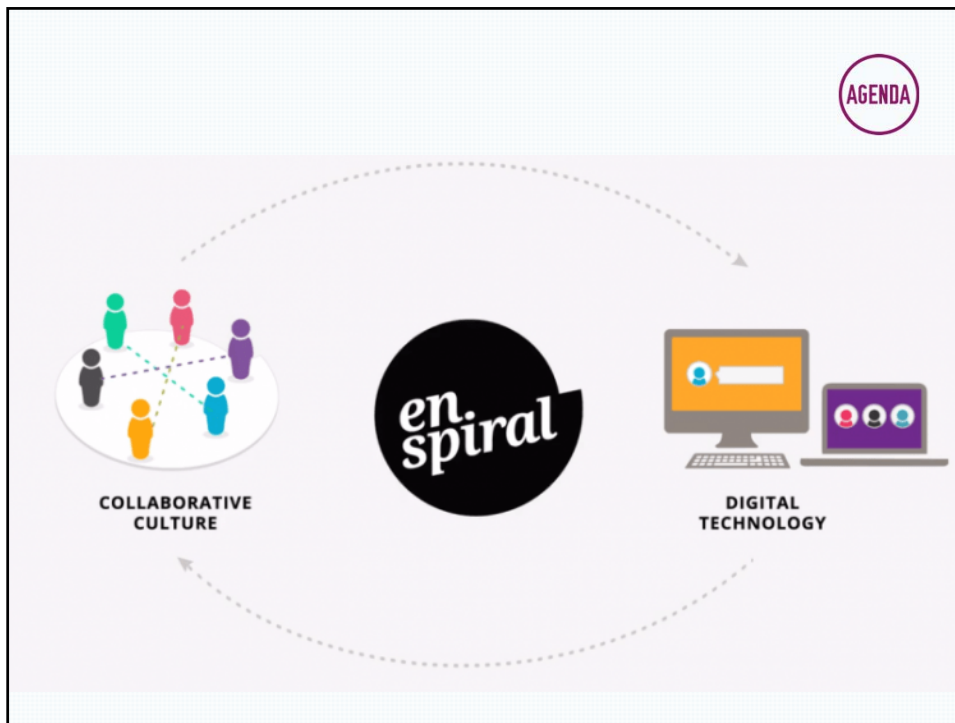 AGENDA
en
spiral
COLLABORATIVE
CULTURE
DIGITAL
TECHNOLOGY